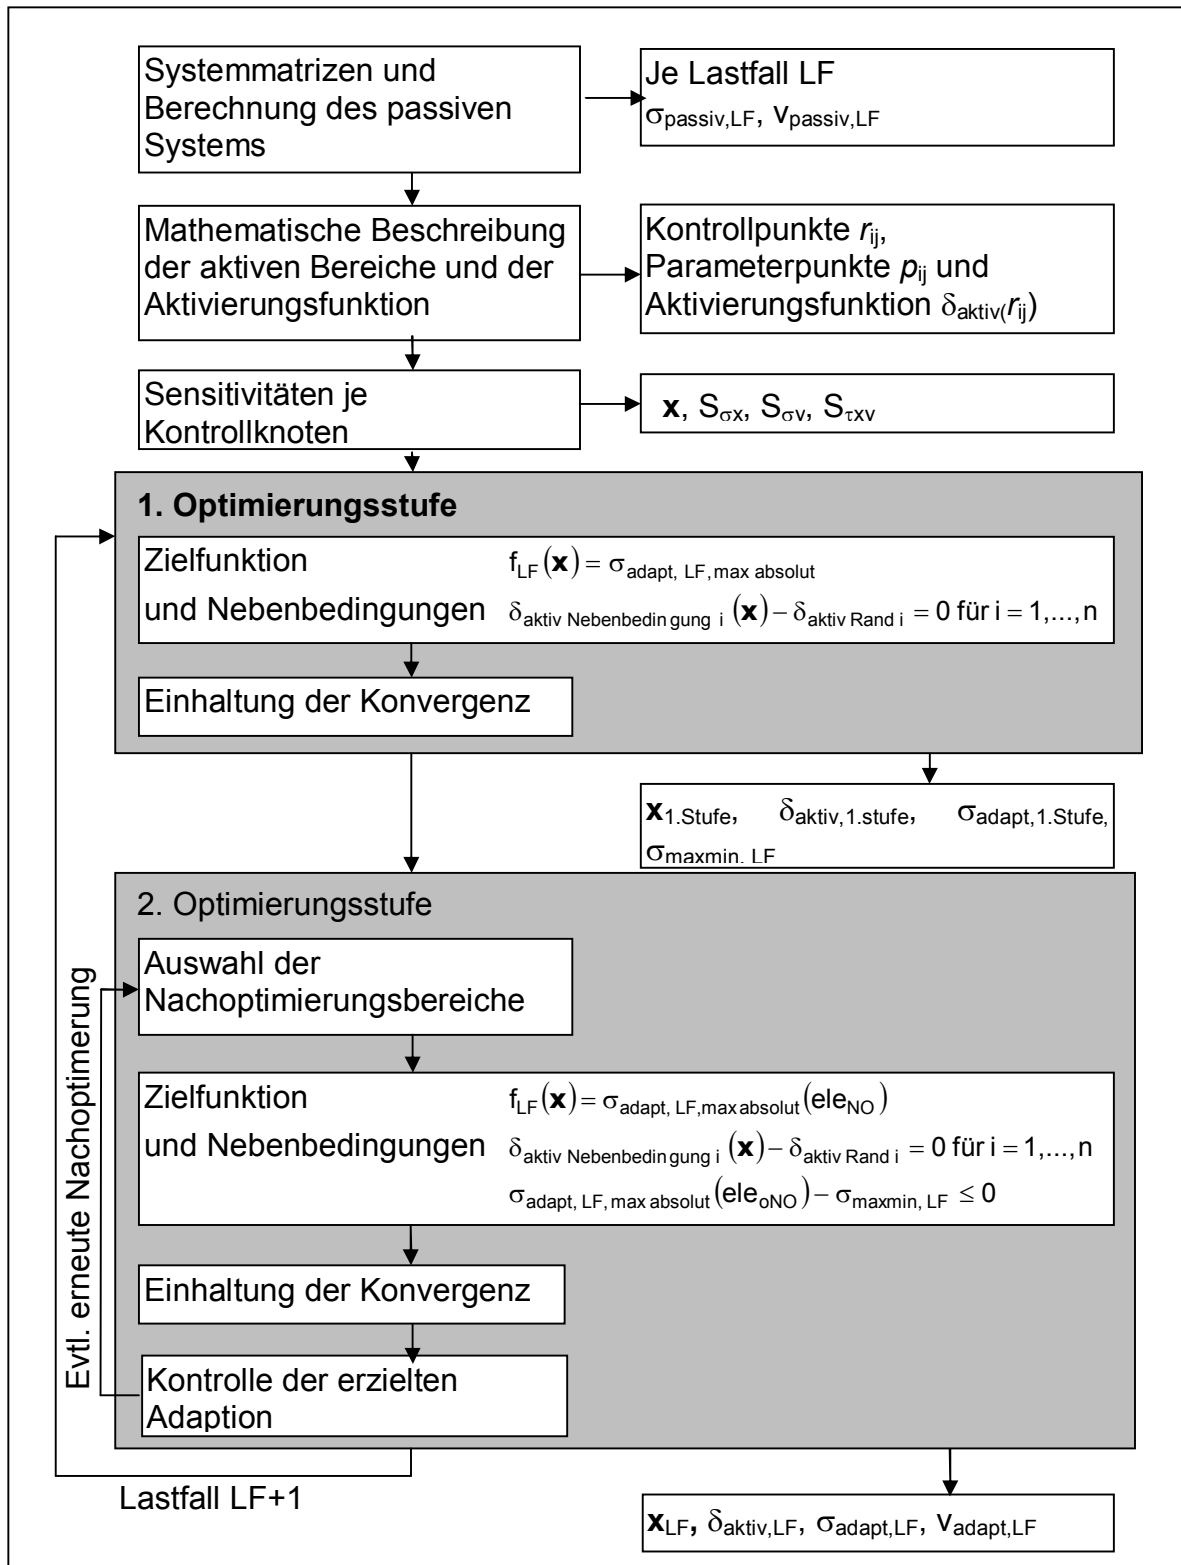 Systemmatrizen und
Berechnung des passiven
Systems
Je Lastfall LF
σpassiv,LF, vpassiv,LF
Mathematische Beschreibung
der aktiven Bereiche und der
Aktivierungsfunktion
Kontrollpunkte rij,
Parameterpunkte pij und
Aktivierungsfunktion δaktiv(rij)
Sensitivitäten je
Kontrollknoten
x, Sσx, Sσv, Sτxv
1. Optimierungsstufe
Zielfunktion fLF(x) = σadapt, LF,max absolut
und Nebenbedingungen δaktiv Nebenbedingung i (x) − δaktiv Rand i = 0 für i = 1,...,n
Einhaltung der Konvergenz
x1.Stufe, δaktiv,1.stufe, σadapt,1.Stufe,
σmaxmin, LF
2. Optimierungsstufe
Auswahl der
Nachoptimierungsbereiche
Zielfunktion fLF(x) = σadapt, LF,max absolut(eleNO)
und Nebenbedingungen δaktiv Nebenbedingung i (x) − δaktiv Rand i = 0 für i = 1,...,n
σadapt, LF, max absolut(eleoNO) − σmaxmin, LF ≤ 0
Einhaltung der Konvergenz
Kontrolle der erzielten
Adaption
Evtl. erneute Nachoptimerung
Lastfall LF+1
xLF, δaktiv,LF, σadapt,LF, vadapt,LF